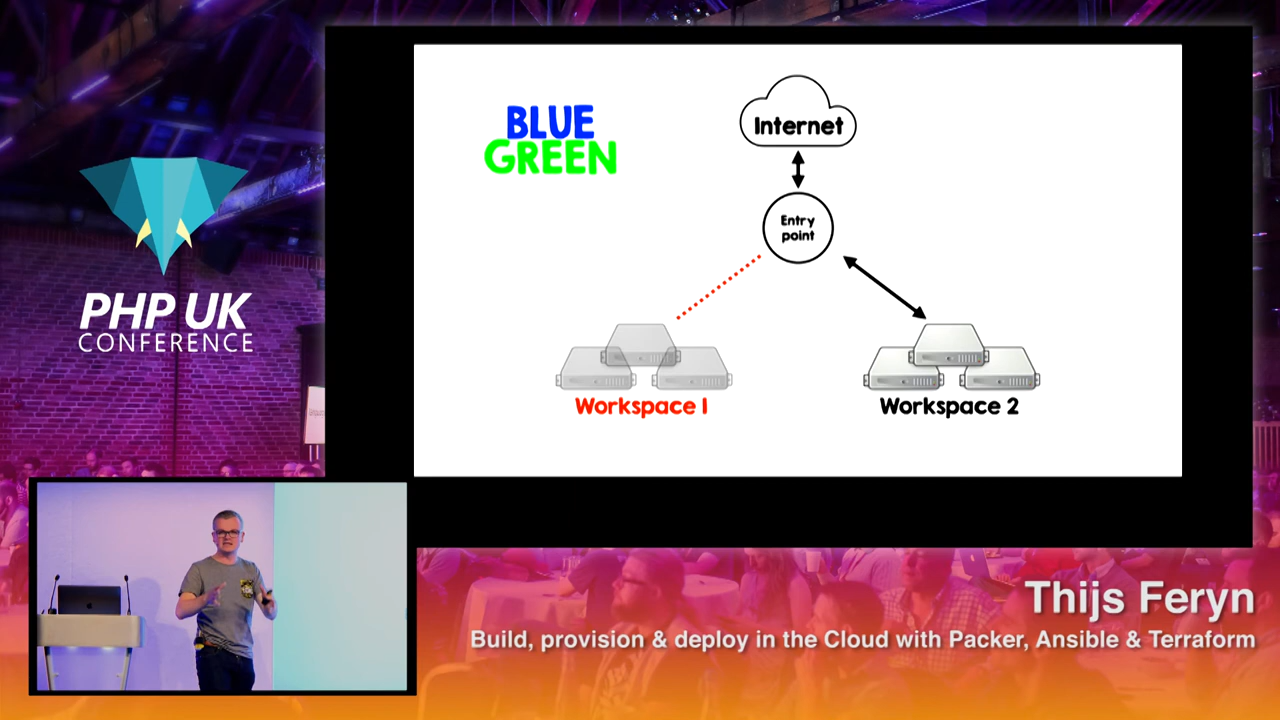 BLUE
GREEN
Internet
Entry
point
Workspace 1
Workspace 2
PHP UK
CONFERENCE
Thijs Feryn
Build, provision & deploy in the Cloud with Packer, Ansible & Terraform